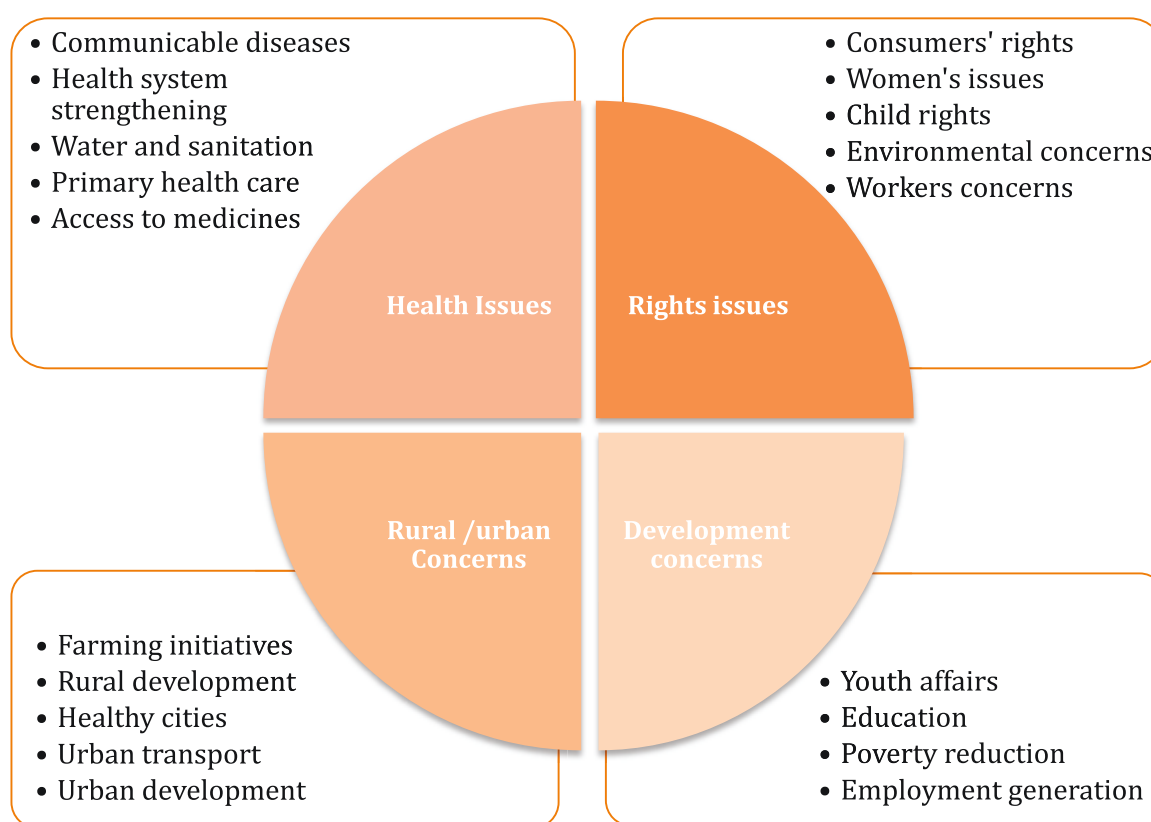 • Communicable diseases
• Health system
strengthening
• Water and sanitation
• Primary health care
• Access to medicines
• Consumers' rights
• Women's issues
• Child rights
• Environmental concerns
• Workers concerns
Health Issues
Rights issues
Rural /urban
Concerns
Development
concerns
• Farming initiatives
• Rural development
• Healthy cities
• Urban transport
• Urban development
• Youth affairs
• Education
• Poverty reduction
• Employment generation